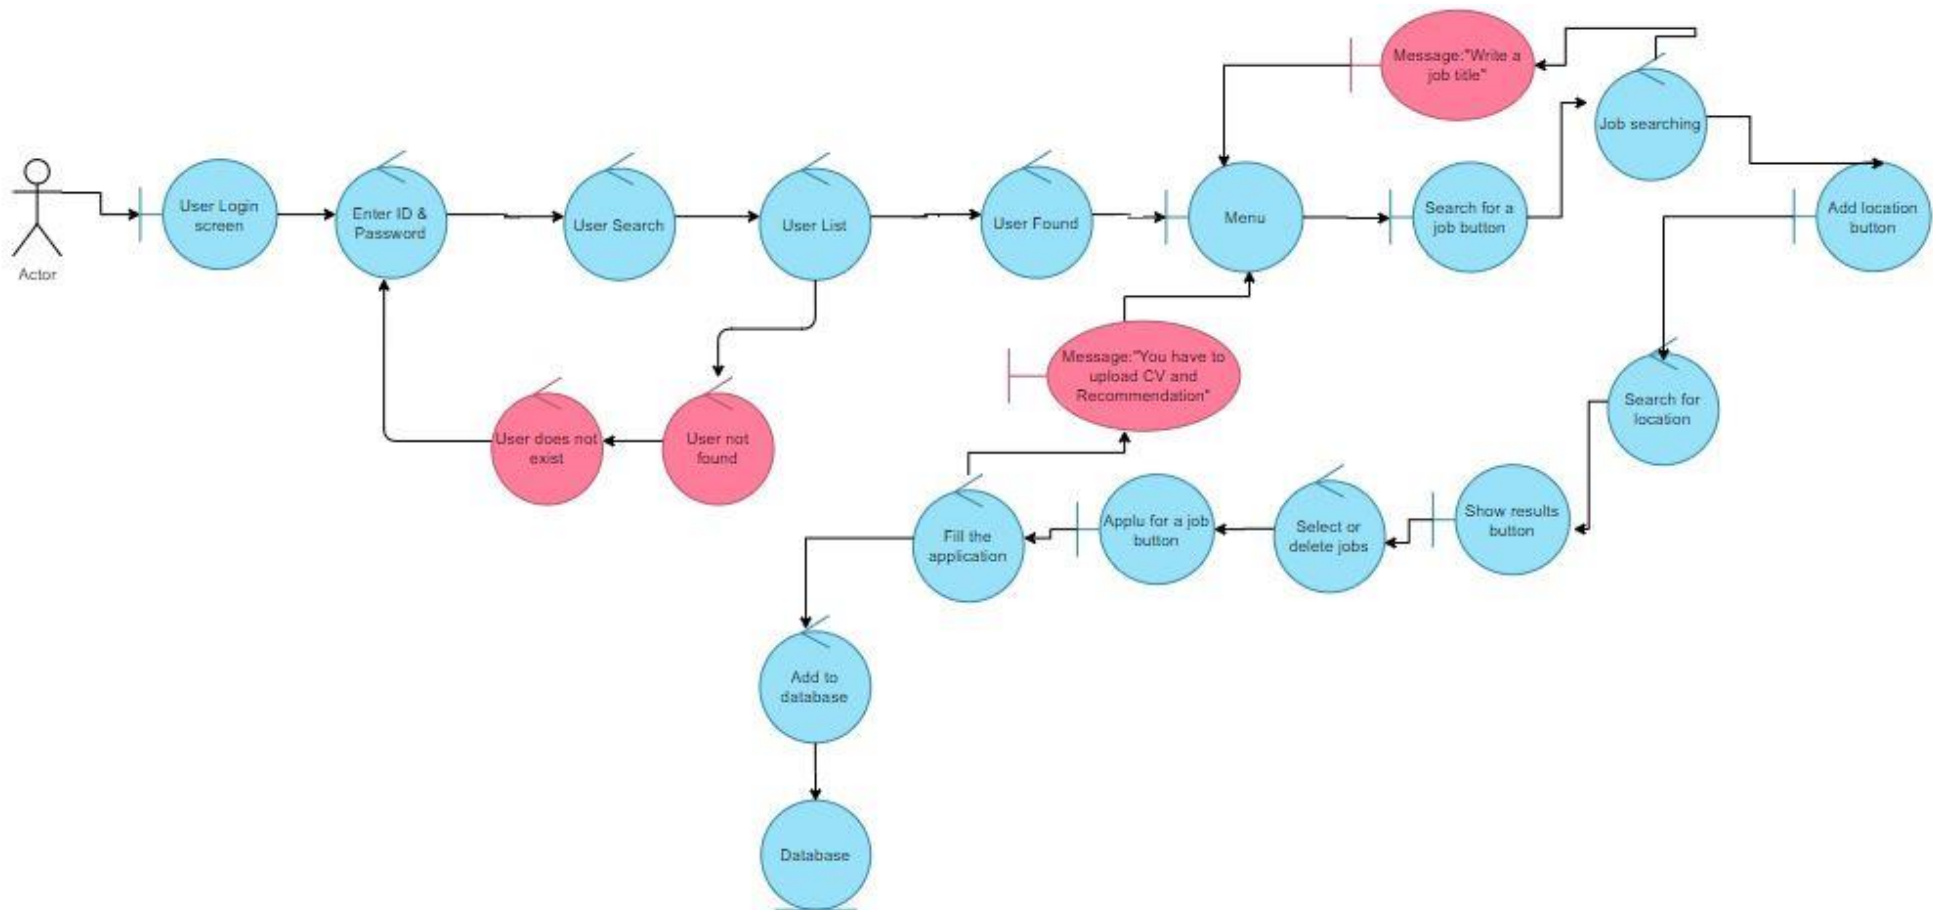 Message:"Write a
job title"
Job searching
Actor
User Login
screen
Enter ID &
Password
User Search
User List
User Found
Menu
Search for a
job button
Add location
button
Message:"You have to
upload CV and
Recommendation"
Search for
location
User does not
exist
User not
found
Fill the
application
Applu for a job
button
Select or
delete jobs
Show results
button
Add to
database
Database